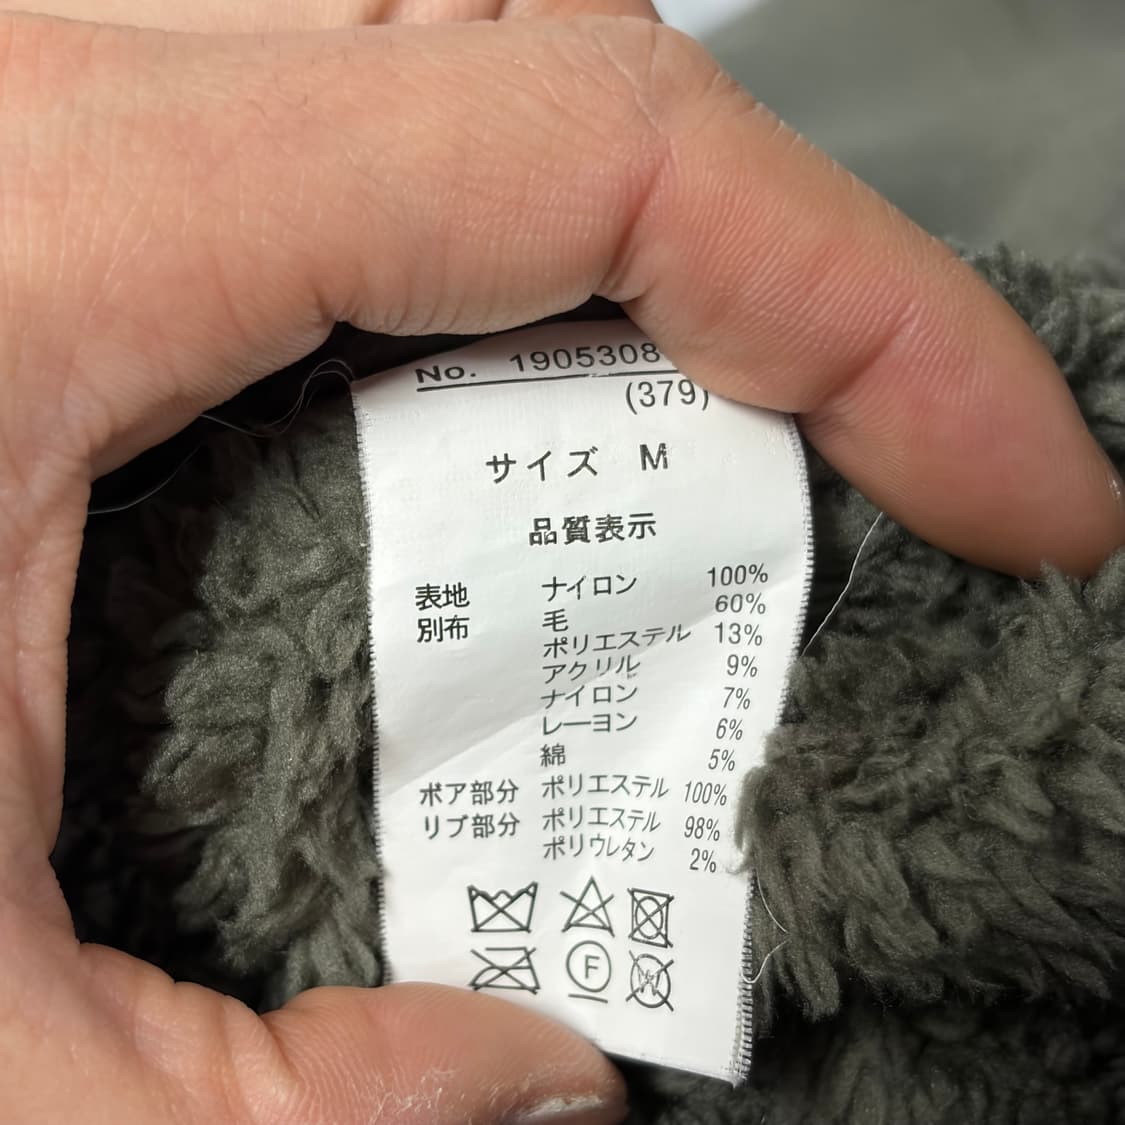 No. 1905308
(379)
サイズ M
品質表示
表地 ナイロン 100%
別布 毛 60%
ポリエステル 13%
アクリル 9%
ナイロン 7%
レーヨン 6%
綿 5%
ボア部分 ポリエステル 100%
リブ部分 ポリエステル 98%
ポリウレタン 2%
F
W